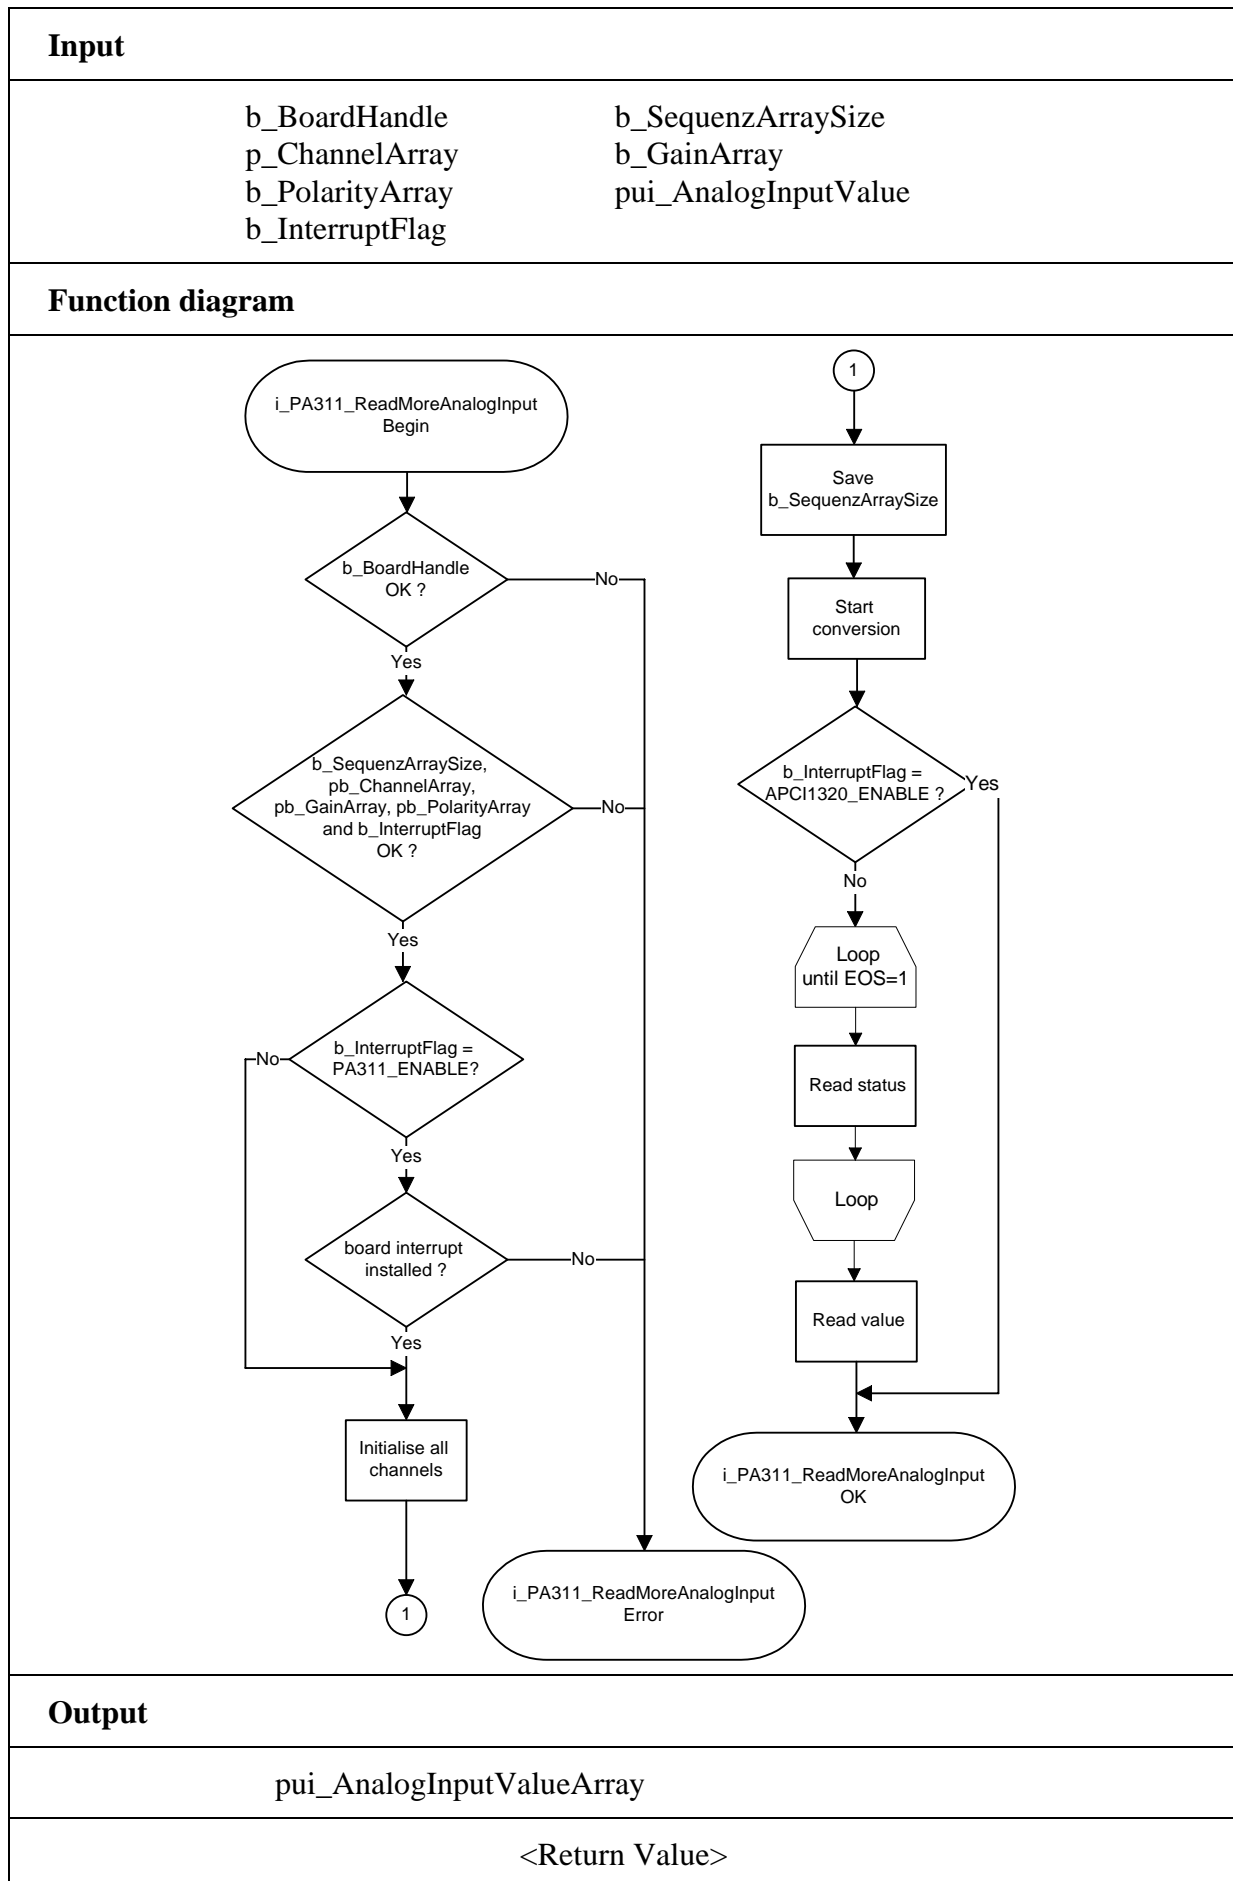 Input
b_BoardHandle b_SequenzArraySize
p_ChannelArray b_GainArray
b_PolarityArray pui_AnalogInputValue
b_InterruptFlag
Function diagram
i_PA311_ReadMoreAnalogInput
Begin
b_BoardHandle
OK ?
No
Yes
b_SequenzArraySize,
pb_ChannelArray,
pb_GainArray, pb_PolarityArray
and b_InterruptFlag
OK ?
No
Yes
b_InterruptFlag =
PA311_ENABLE?
No
Yes
board interrupt
installed ?
No
Yes
Initialise all
channels
1
i_PA311_ReadMoreAnalogInput
Error
1
Save
b_SequenzArraySize
Start
conversion
b_InterruptFlag =
APCI1320_ENABLE ?
Yes
No
Loop
until EOS=1
Read status
Loop
Read value
i_PA311_ReadMoreAnalogInput
OK
Output
pui_AnalogInputValueArray
<Return Value>